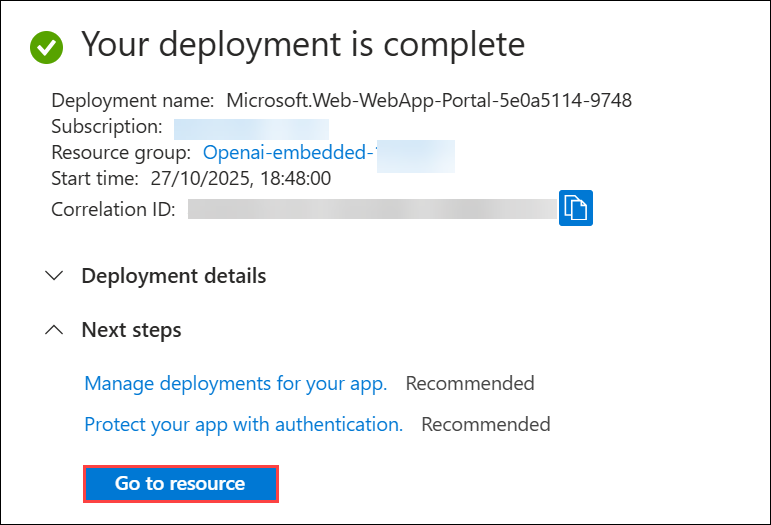 Your deployment is complete
Deployment name: Microsoft.Web-WebApp-Portal-5e0a5114-9748
Subscription:
Resource group: Openai-embedded-
Start time: 27/10/2025, 18:48:00
Correlation ID:
Deployment details
Next steps
Manage deployments for your app. Recommended
Protect your app with authentication. Recommended
Go to resource